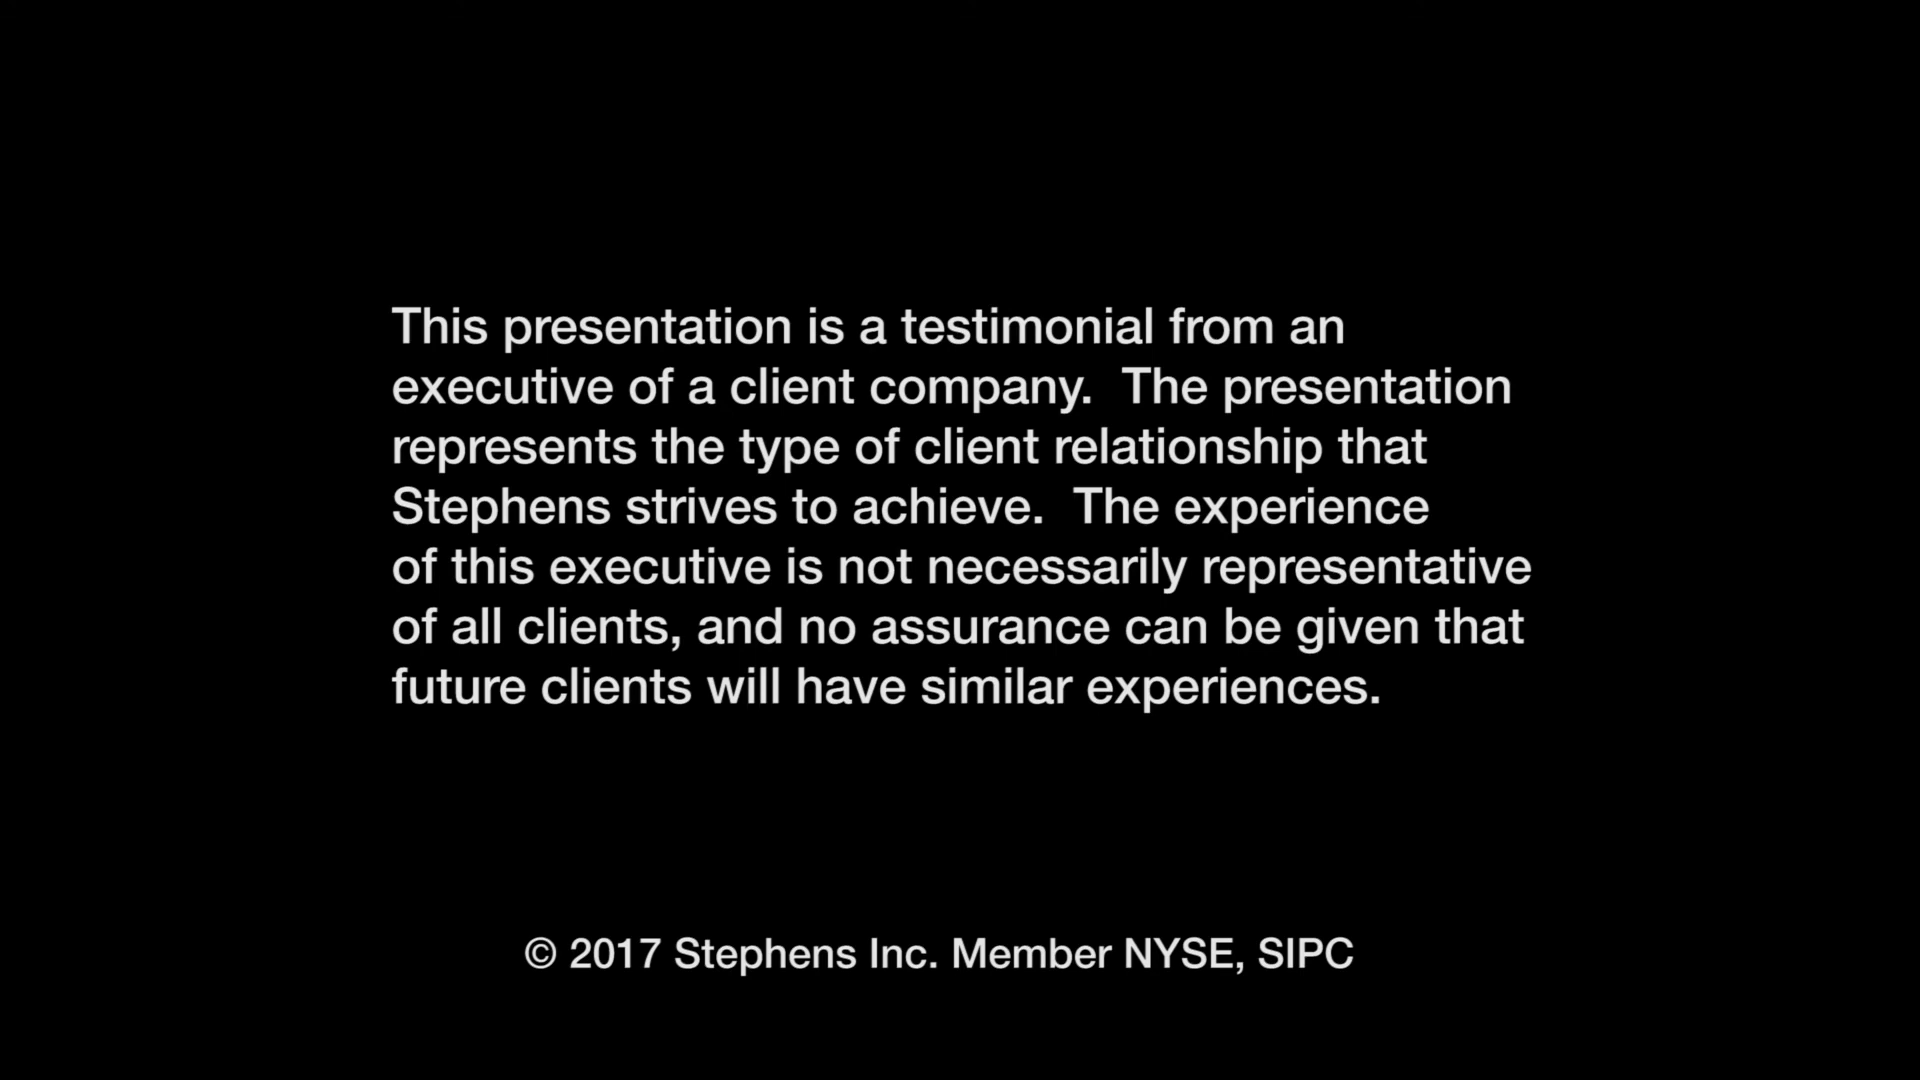 This presentation is a testimonial from an
executive of a client company.  The presentation
represents the type of client relationship that
Stephens strives to achieve.  The experience
of this executive is not necessarily representative
of all clients, and no assurance can be given that
future clients will have similar experiences.
© 2017 Stephens Inc. Member NYSE, SIPC